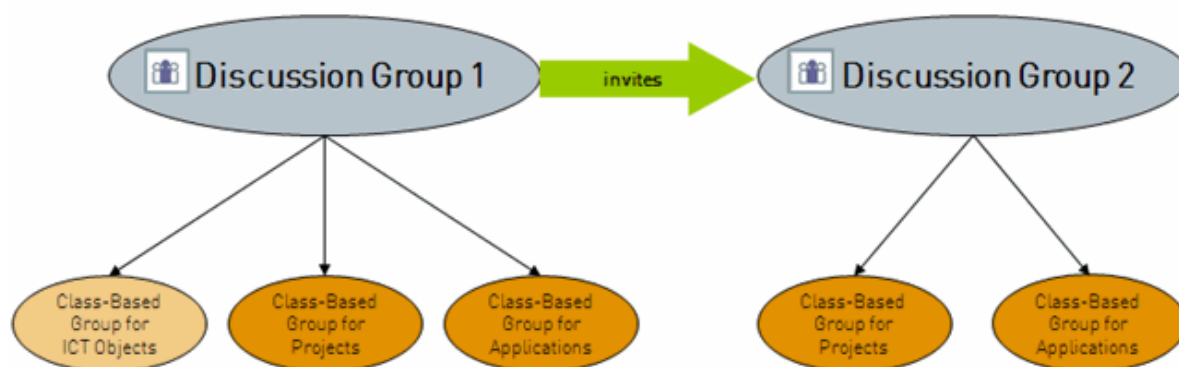 Discussion Group 1
invites
Discussion Group 2
Class-Based
Group for
ICT Objects
Class-Based
Group for
Projects
Class-Based
Group for
Applications
Class-Based
Group for
Projects
Class-Based
Group for
Applications